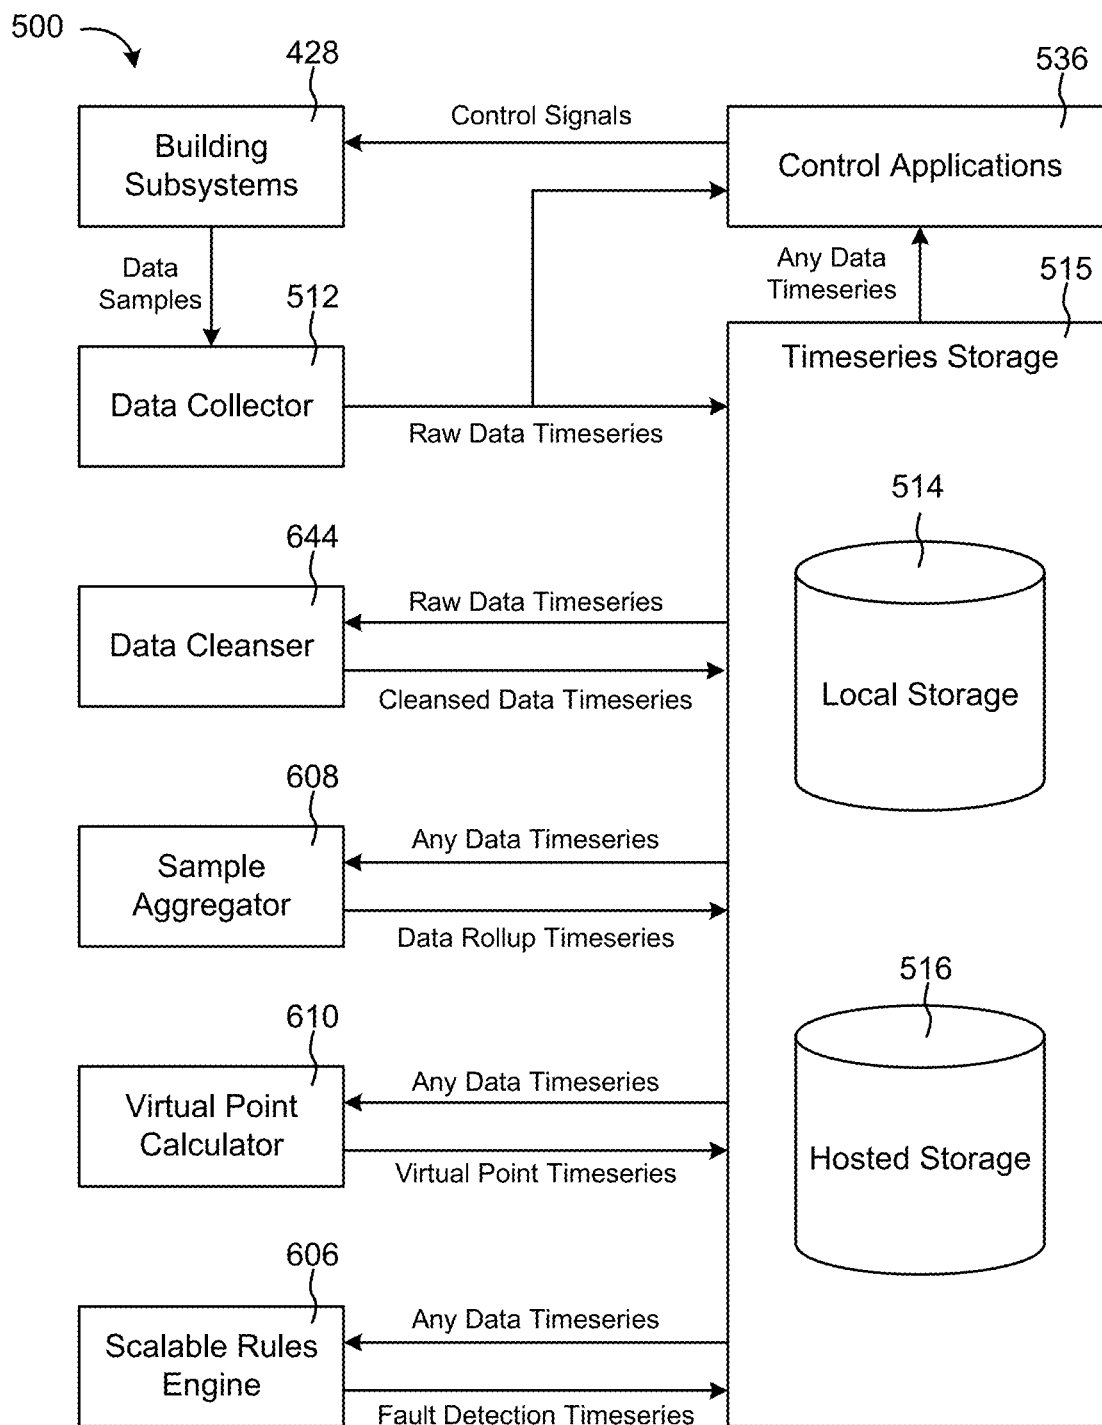 500
428
536
Building
Subsystems
Control Signals
Control Applications
Data
Samples
Any Data
Timeseries
512
515
Data Collector
Raw Data Timeseries
Timeseries Storage
514
644
Data Cleanser
Raw Data Timeseries
Cleansed Data Timeseries
Local Storage
608
Sample
Aggregator
Any Data Timeseries
Data Rollup Timeseries
516
610
Virtual Point
Calculator
Any Data Timeseries
Virtual Point Timeseries
Hosted Storage
606
Scalable Rules
Engine
Any Data Timeseries
Fault Detection Timeseries